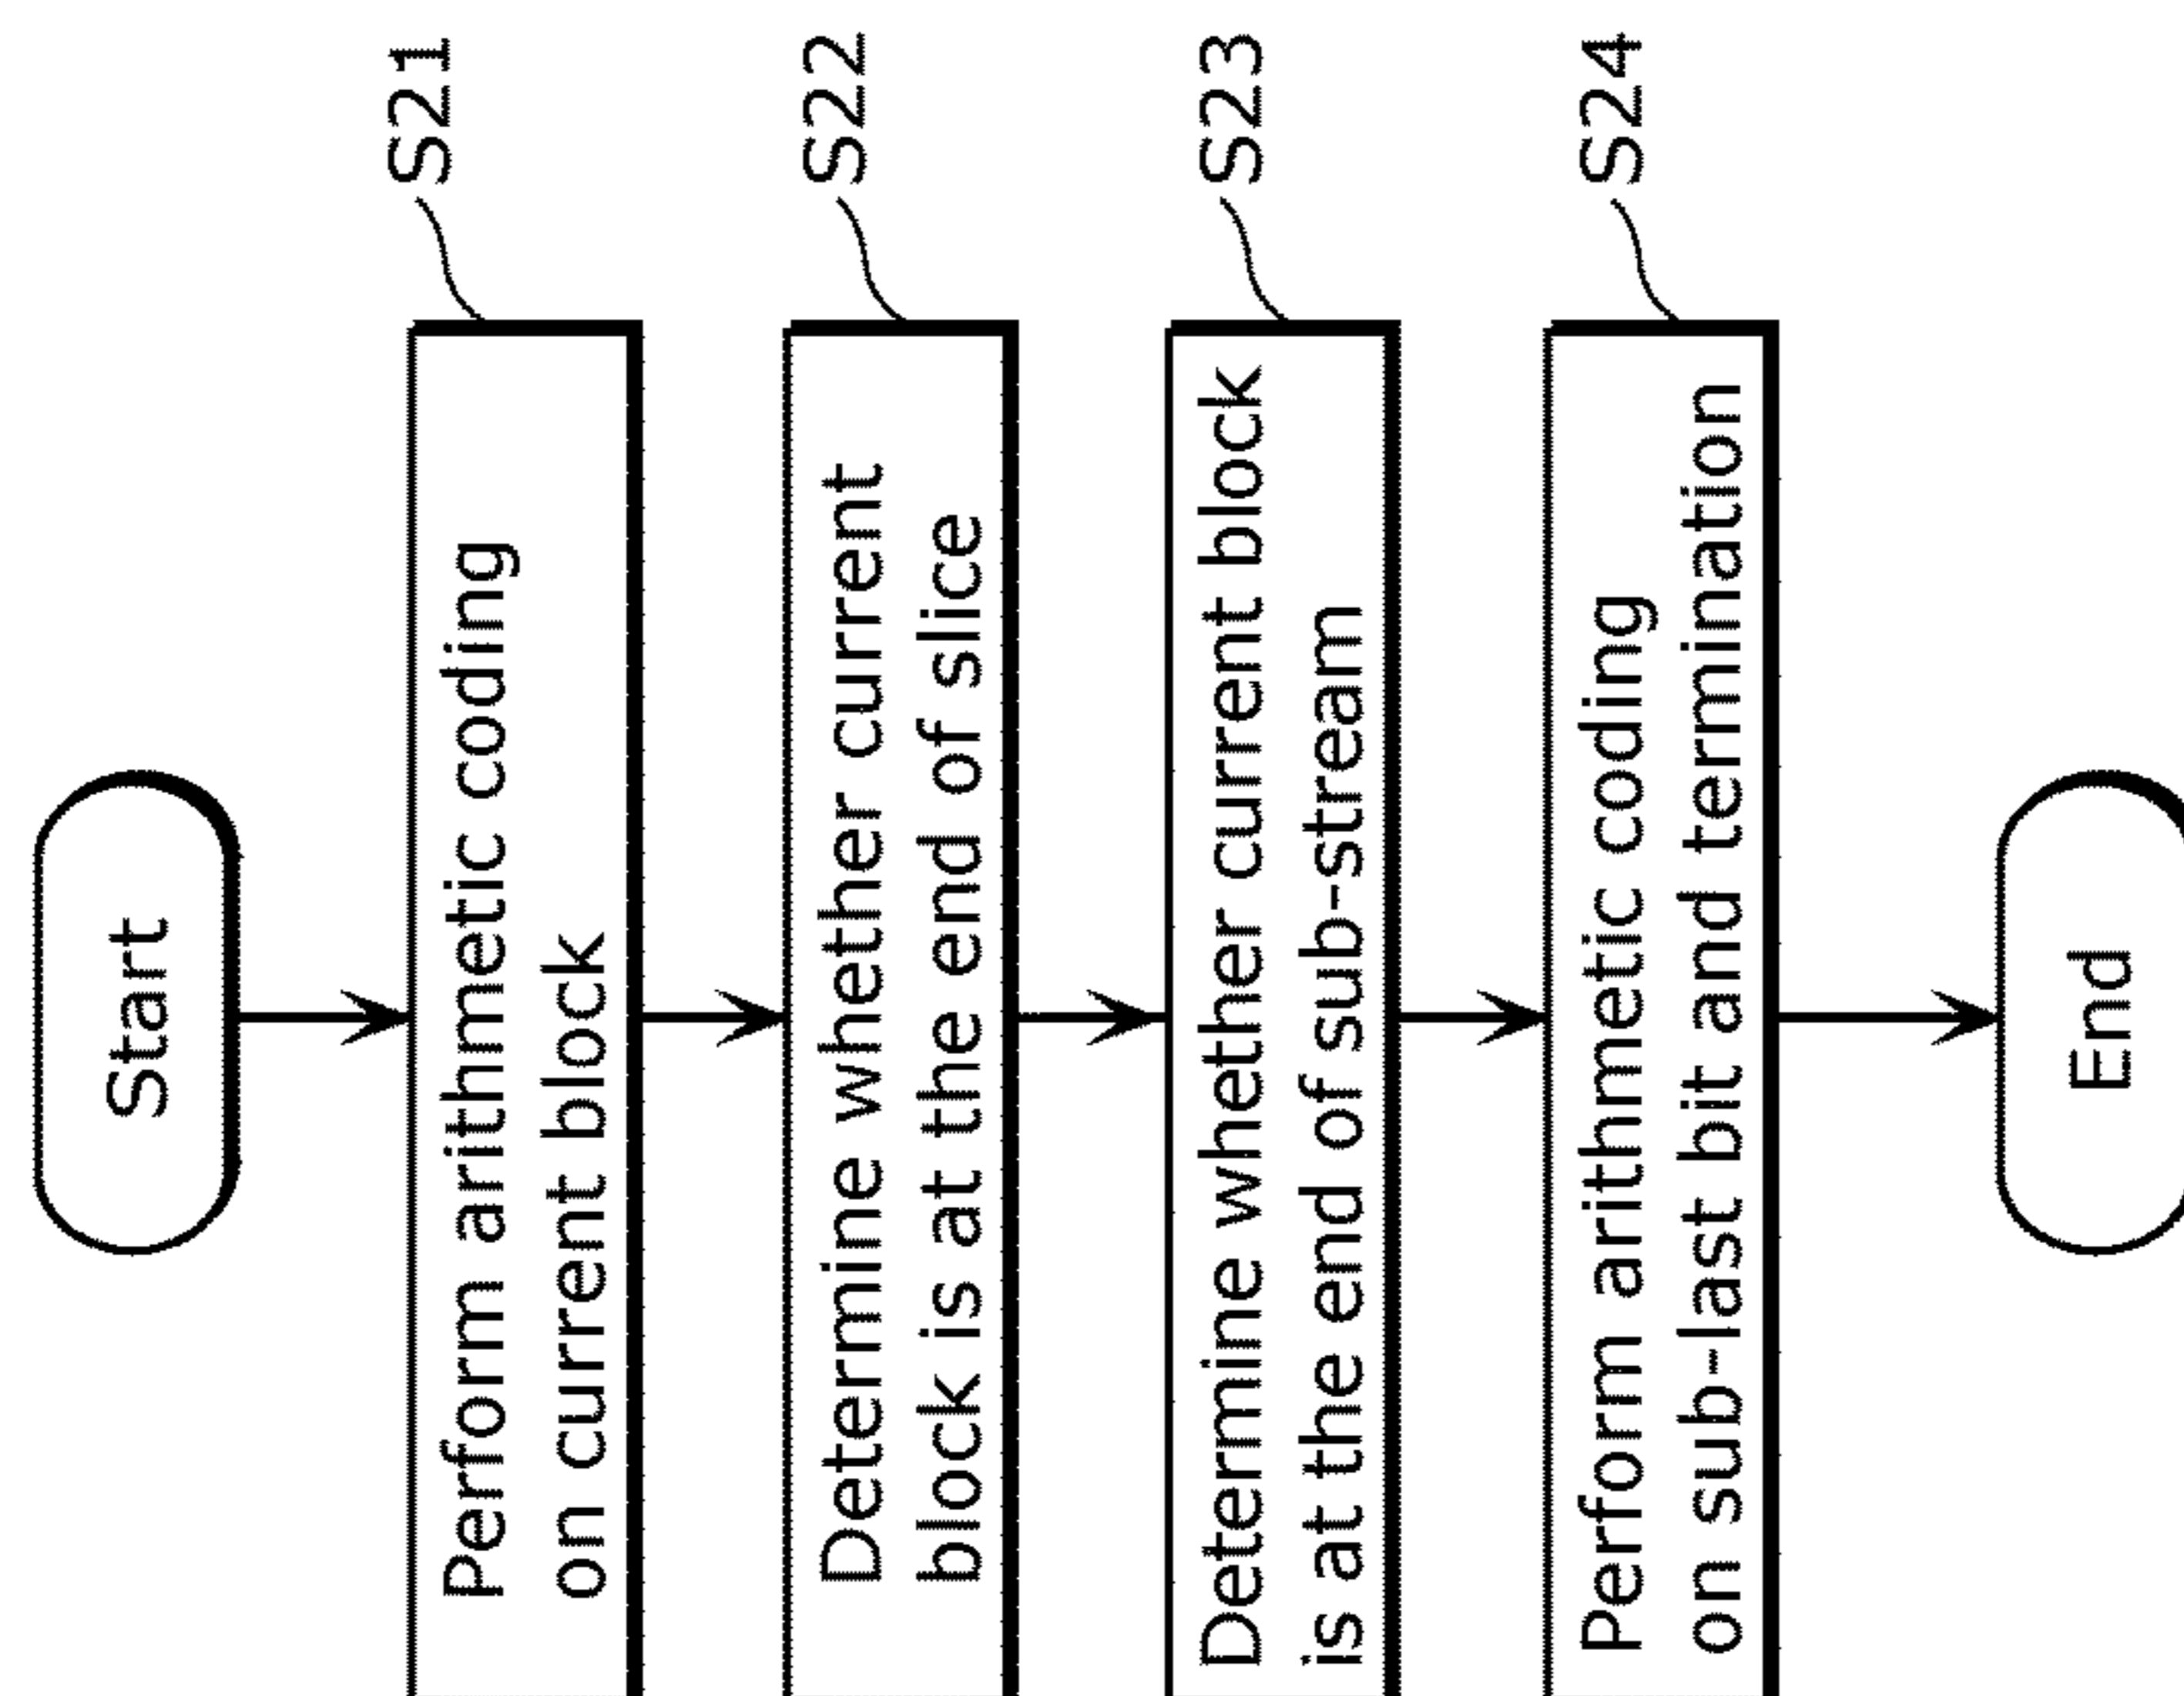 Start
S21
Perform arithmetic coding
on current block
S22
Determine whether current
block is at the end of slice
S23
Determine whether current block
is at the end of sub-stream
S24
Perform arithmetic coding
on sub-last bit and termination
End